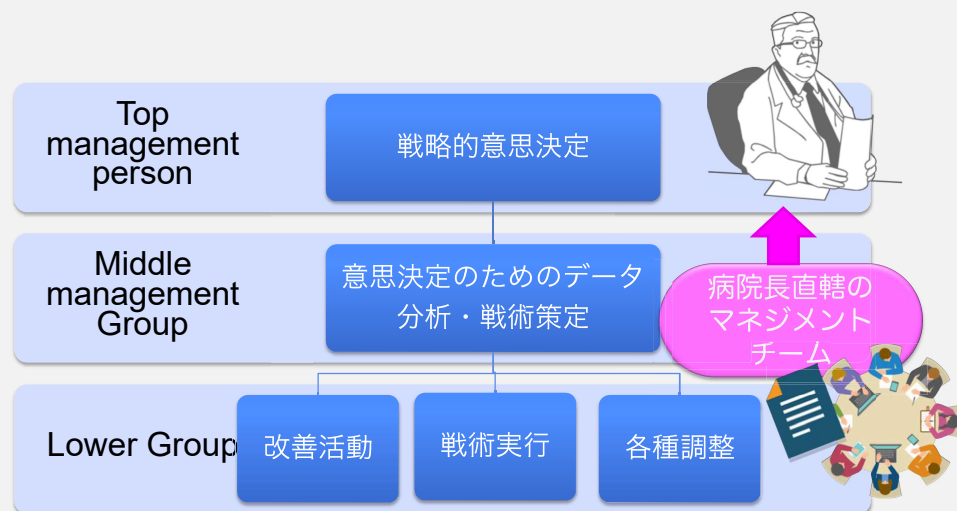 Top
management
person
戦略的意思決定
Middle
management
Group
意思決定のためのデータ
分析・戦術策定
病院長直轄の
マネジメント
チーム
Lower Group
改善活動
戦術実行
各種調整